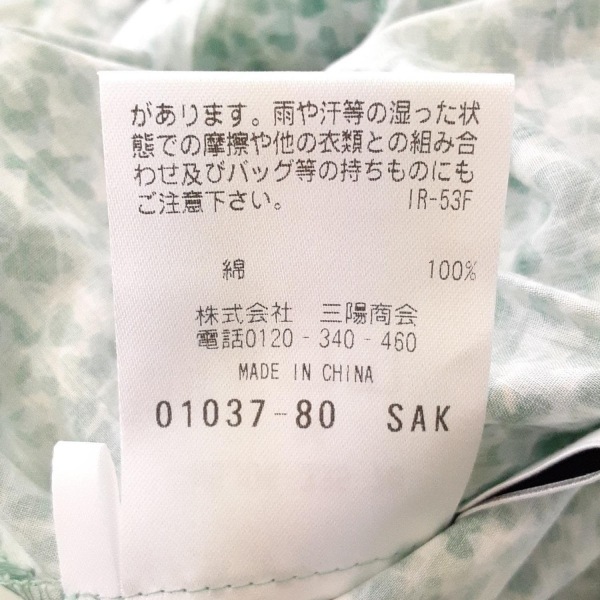 があります。雨や汗等の湿った状
態での摩擦や他の衣類との組み合
わせ及びバッグ等の持ちものにも
ご注意下さい。 IR-53F
綿 100%
株式会社 三陽商会
電話0120-340-460
MADE IN CHINA
01037-80 SAK